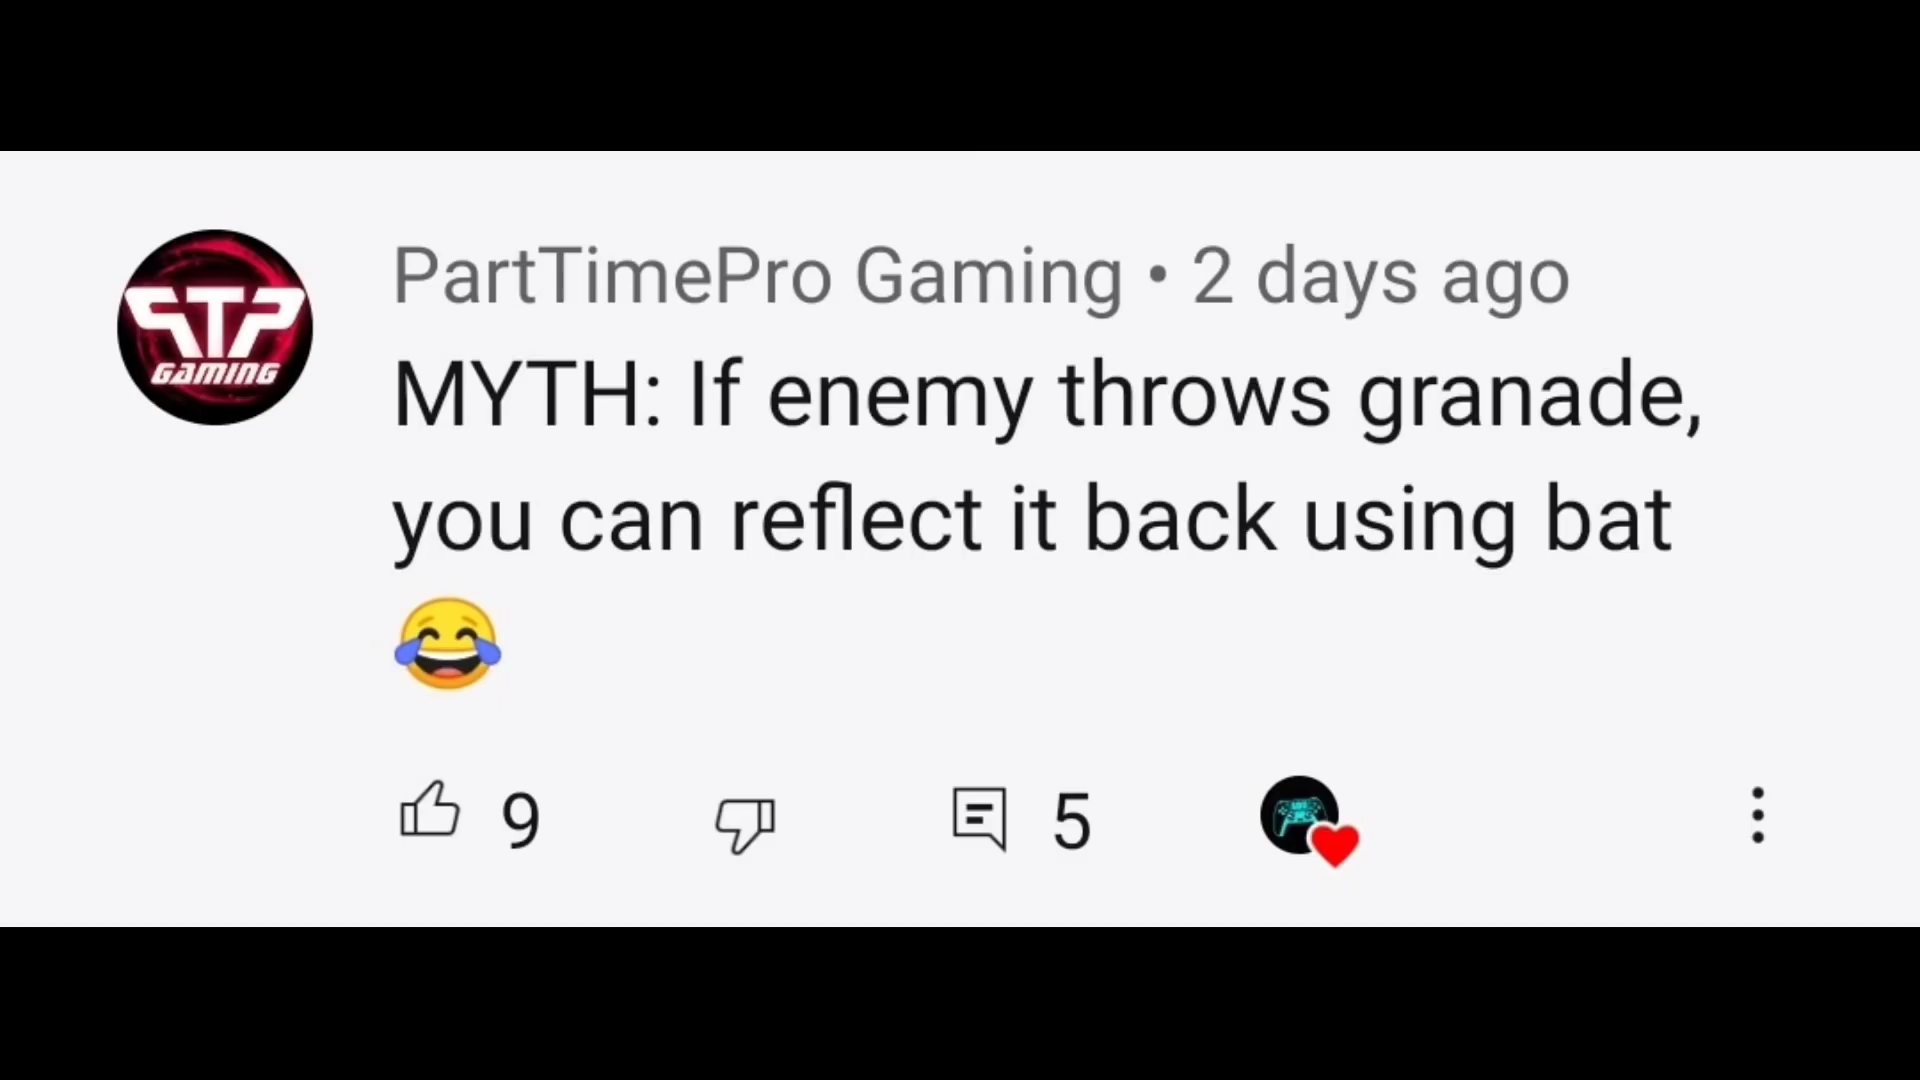 PTP
GAMING
PartTimePro Gaming • 2 days ago
MYTH: If enemy throws granade,
you can reflect it back using bat
😂
9
5